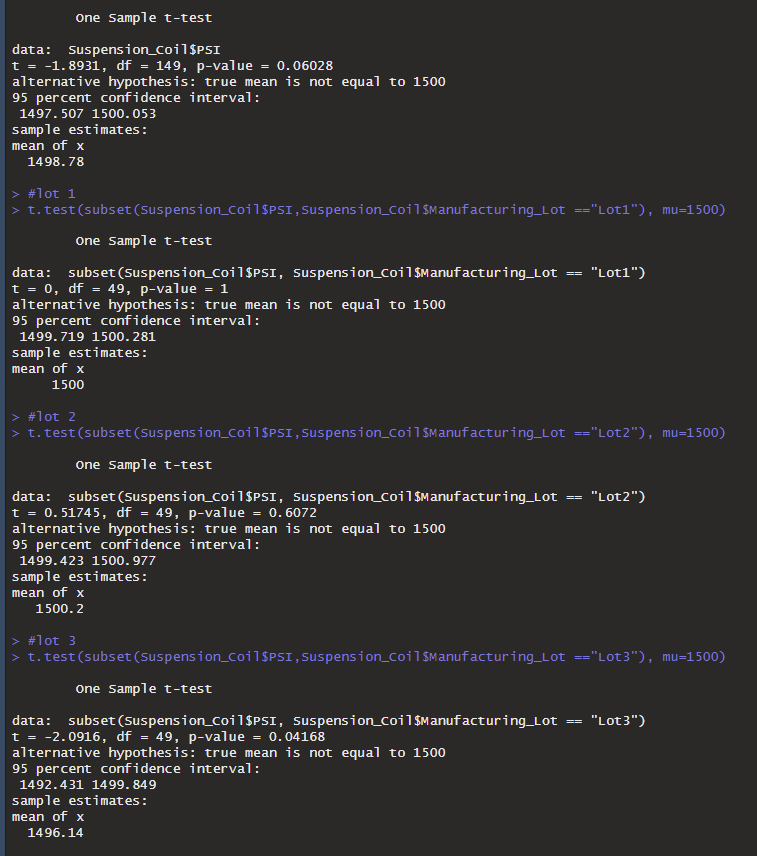 One Sample t-test
data:  Suspension_Coil$PSI
t = -1.8931, df = 149, p-value = 0.06028
alternative hypothesis: true mean is not equal to 1500
95 percent confidence interval:
 1497.507 1500.053
sample estimates:
mean of x
  1498.78
> #lot 1
> t.test(subset(Suspension_Coil$PSI,Suspension_Coil$Manufacturing_Lot =="Lot1"), mu=1500)
One Sample t-test
data:  subset(Suspension_Coil$PSI, Suspension_Coil$Manufacturing_Lot == "Lot1")
t = 0, df = 49, p-value = 1
alternative hypothesis: true mean is not equal to 1500
95 percent confidence interval:
 1499.719 1500.281
sample estimates:
mean of x
     1500
> #lot 2
> t.test(subset(Suspension_Coil$PSI,Suspension_Coil$Manufacturing_Lot =="Lot2"), mu=1500)
One Sample t-test
data:  subset(Suspension_Coil$PSI, Suspension_Coil$Manufacturing_Lot == "Lot2")
t = 0.51745, df = 49, p-value = 0.6072
alternative hypothesis: true mean is not equal to 1500
95 percent confidence interval:
 1499.423 1500.977
sample estimates:
mean of x
   1500.2
> #lot 3
> t.test(subset(Suspension_Coil$PSI,Suspension_Coil$Manufacturing_Lot =="Lot3"), mu=1500)
One Sample t-test
data:  subset(Suspension_Coil$PSI, Suspension_Coil$Manufacturing_Lot == "Lot3")
t = -2.0916, df = 49, p-value = 0.04168
alternative hypothesis: true mean is not equal to 1500
95 percent confidence interval:
 1492.431 1499.849
sample estimates:
mean of x
  1496.14